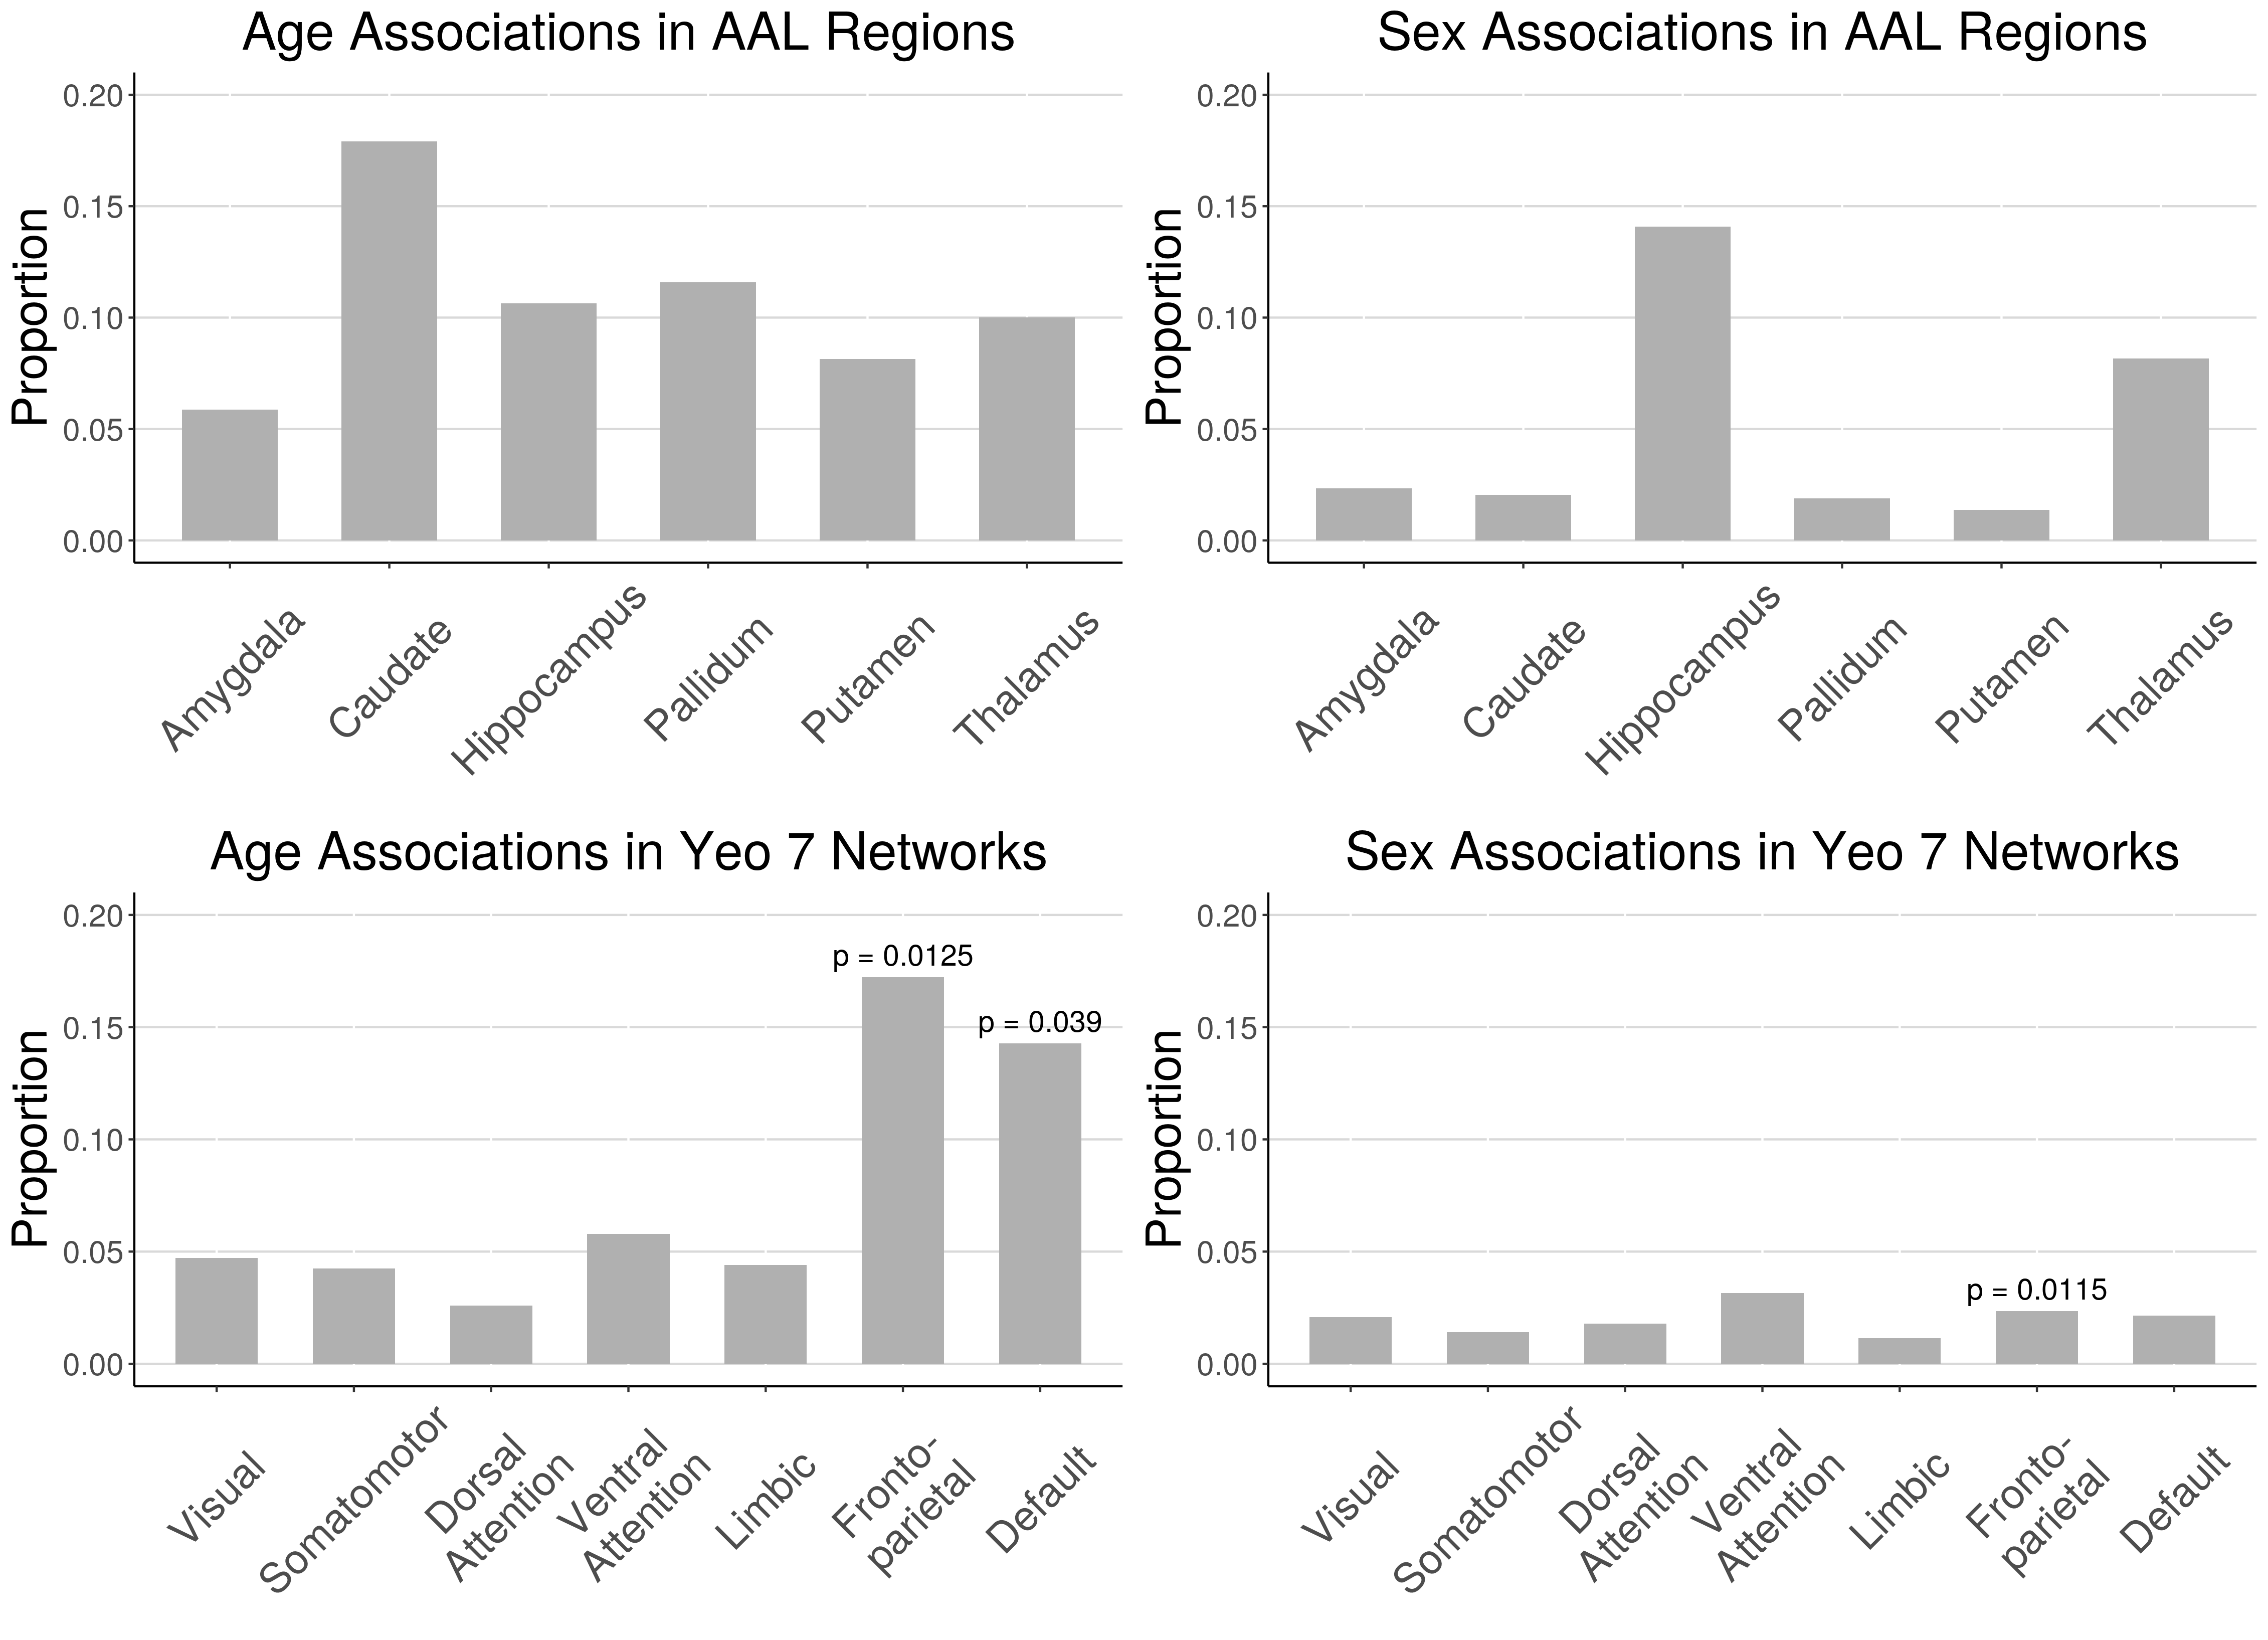 Age Associations in AAL Regions
Proportion
0.20
0.15
0.10
0.05
0.00
Amygdala
Caudate
Hippocampus
Pallidum
Putamen
Thalamus
Sex Associations in AAL Regions
Proportion
0.20
0.15
0.10
0.05
0.00
Amygdala
Caudate
Hippocampus
Pallidum
Putamen
Thalamus
Age Associations in Yeo 7 Networks
Proportion
0.20
0.15
0.10
0.05
0.00
p = 0.0125
p = 0.039
Visual
Somatomotor
Dorsal
Attention
Ventral
Attention
Limbic
Fronto-
parietal
Default
Sex Associations in Yeo 7 Networks
Proportion
0.20
0.15
0.10
0.05
0.00
p = 0.0115
Visual
Somatomotor
Dorsal
Attention
Ventral
Attention
Limbic
Fronto-
parietal
Default